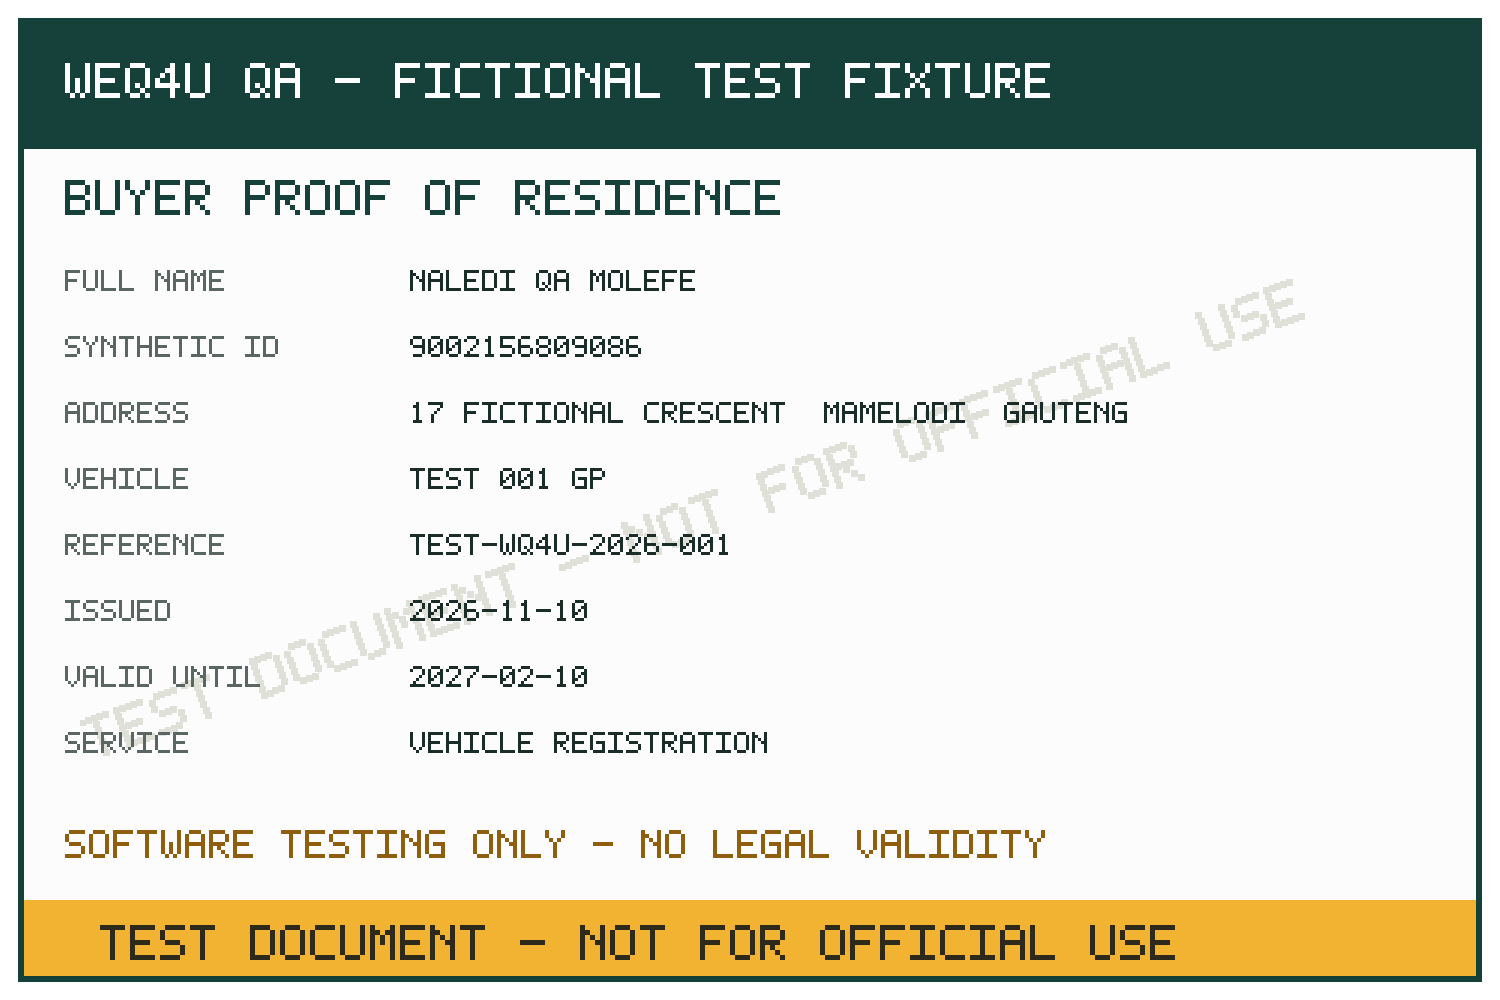 WEQ4U QA - FICTIONAL TEST FIXTURE
BUYER PROOF OF RESIDENCE
FULL NAME NALEDI QA MOLEFE
SYNTHETIC ID 9002156809086
ADDRESS 17 FICTIONAL CRESCENT MAMELODI GAUTENG
VEHICLE TEST 001 GP
REFERENCE TEST-WQ4U-2026-001
ISSUED 2026-11-10
VALID UNTIL 2027-02-10
SERVICE VEHICLE REGISTRATION
TEST DOCUMENT - NOT FOR OFFICIAL USE
SOFTWARE TESTING ONLY - NO LEGAL VALIDITY
TEST DOCUMENT - NOT FOR OFFICIAL USE